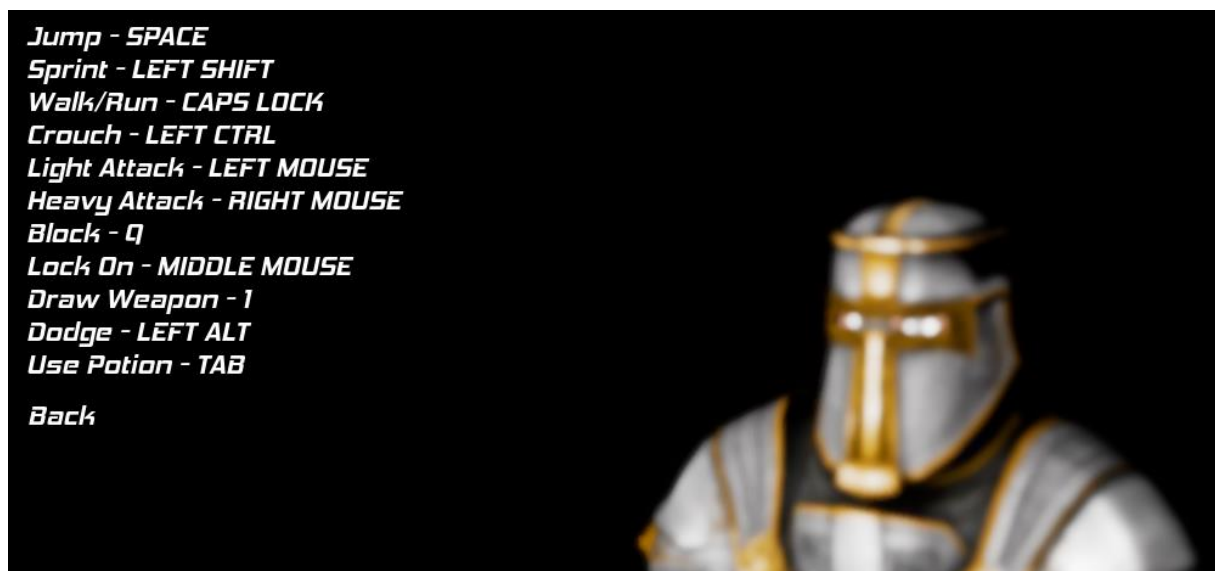 Jump - SPACE
Sprint - LEFT SHIFT
Walk/Run - CAPS LOCK
Crouch - LEFT CTRL
Light Attack - LEFT MOUSE
Heavy Attack - RIGHT MOUSE
Block - Q
Lock On - MIDDLE MOUSE
Draw Weapon - 1
Dodge - LEFT ALT
Use Potion - TAB
Back